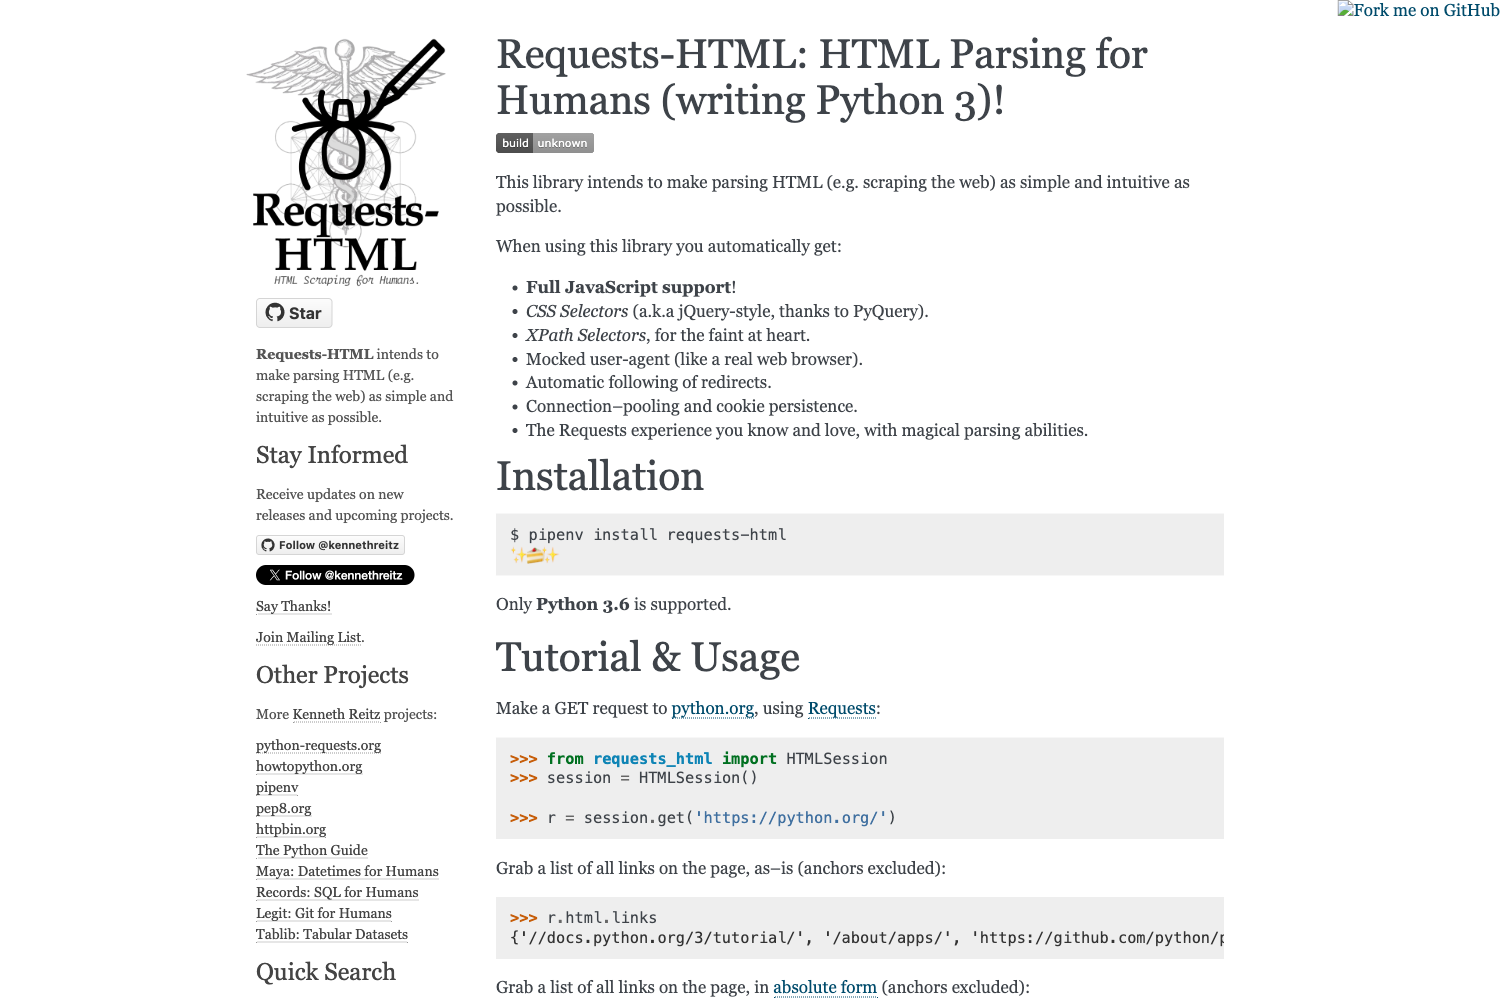 Fork me on GitHub
Requests-
HTML
HTML Scraping for Humans.
Star
Requests-HTML intends to
make parsing HTML (e.g.
scraping the web) as simple and
intuitive as possible.
Stay Informed
Receive updates on new
releases and upcoming projects.
Follow @kennethreitz
Follow @kennethreitz
Say Thanks!
Join Mailing List.
Other Projects
More Kenneth Reitz projects:
python-requests.org
howtopython.org
pipenv
pep8.org
httpbin.org
The Python Guide
Maya: Datetimes for Humans
Records: SQL for Humans
Legit: Git for Humans
Tablib: Tabular Datasets
Quick Search
Requests-HTML: HTML Parsing for
Humans (writing Python 3)!
build unknown
This library intends to make parsing HTML (e.g. scraping the web) as simple and intuitive as
possible.
When using this library you automatically get:
• Full JavaScript support!
• CSS Selectors (a.k.a jQuery-style, thanks to PyQuery).
• XPath Selectors, for the faint at heart.
• Mocked user-agent (like a real web browser).
• Automatic following of redirects.
• Connection–pooling and cookie persistence.
• The Requests experience you know and love, with magical parsing abilities.
Installation
$ pipenv install requests-html
✨🍰✨
Only Python 3.6 is supported.
Tutorial & Usage
Make a GET request to python.org, using Requests:
>>> from requests_html import HTMLSession
>>> session = HTMLSession()
>>> r = session.get('https://python.org/')
Grab a list of all links on the page, as–is (anchors excluded):
>>> r.html.links
{'//docs.python.org/3/tutorial/', '/about/apps/', 'https://github.com/python/p
Grab a list of all links on the page, in absolute form (anchors excluded):